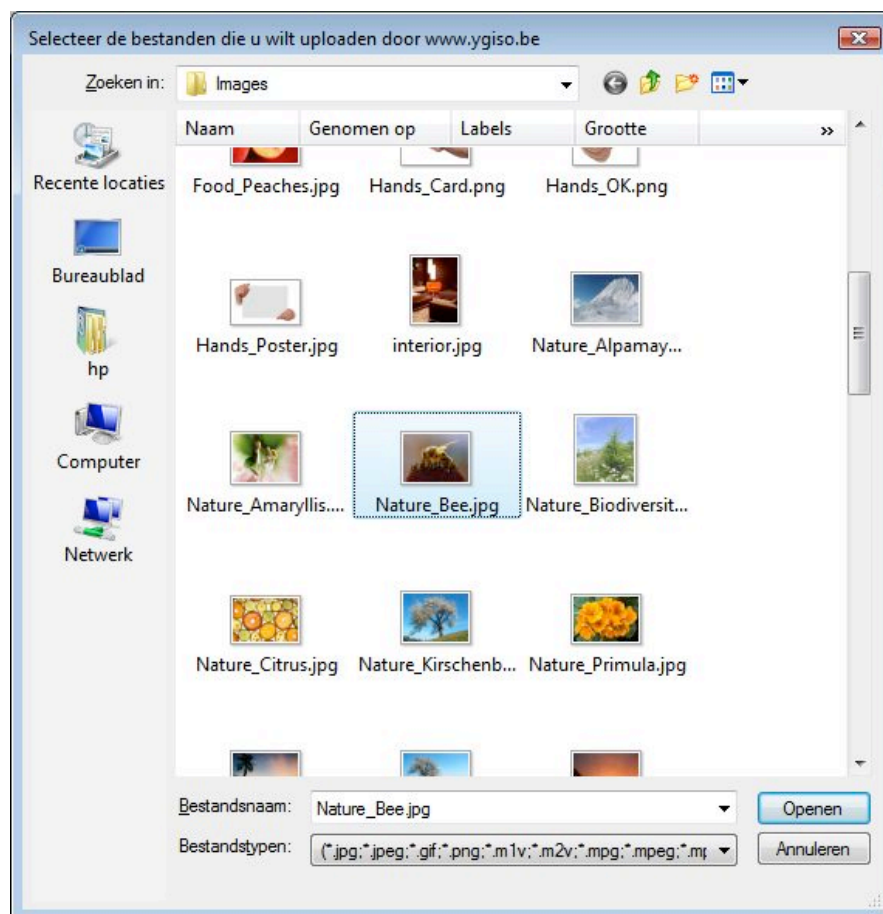 Selecteer de bestanden die u wilt uploaden door www.ygiso.be
Zoeken in: Images
Naam Genomen op Labels Grootte »
Recente locaties
Bureaublad
hp
Computer
Netwerk
Food_Peaches.jpg Hands_Card.png Hands_OK.png
Hands_Poster.jpg interior.jpg Nature_Alpamay...
Nature_Amaryllis.... Nature_Bee.jpg Nature_Biodiversit...
Nature_Citrus.jpg Nature_Kirschenb... Nature_Primula.jpg
Bestandsnaam: Nature_Bee.jpg Openen
Bestandstypen: (*.jpg;*.jpeg;*.gif;*.png;*.m1v;*.m2v;*.mpg;*.mpeg;*.mp Annuleren